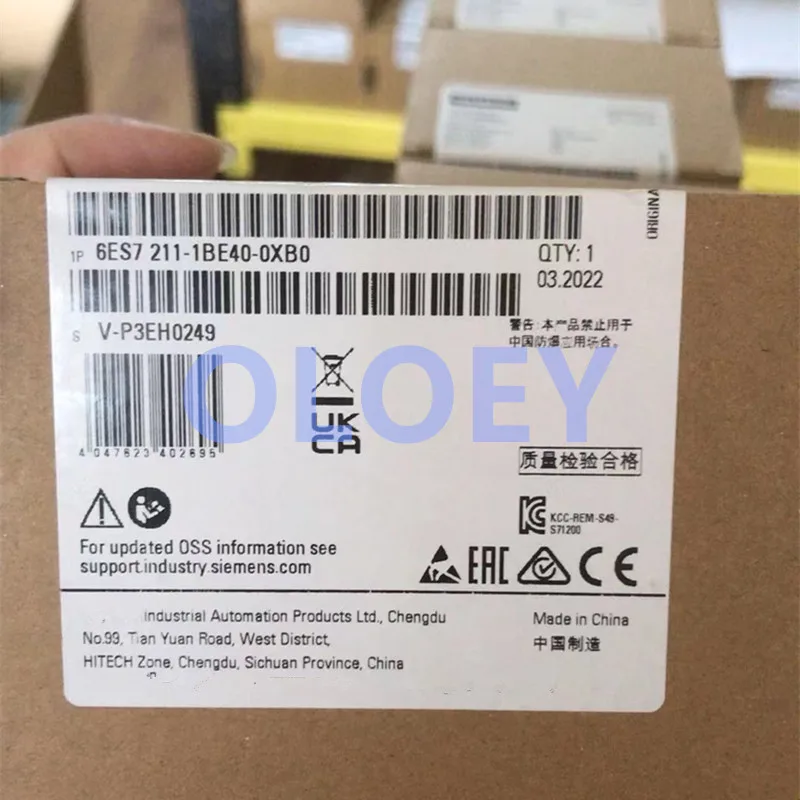 ORIGINA
1P 6ES7 211-1BE40-0XB0
QTY: 1
03.2022
S V-P3EH0249
警告: 本产品禁止用于
中国防爆应用场合。
OLOEY
UK
CA
4 047623 402695
质量检验合格
KCC-REM-S49-
S71200
For updated OSS information see
support.industry.siemens.com
EAC
CE
Industrial Automation Products Ltd., Chengdu
No.99, Tian Yuan Road, West District,
HITECH Zone, Chengdu, Sichuan Province, China
Made in China
中国制造